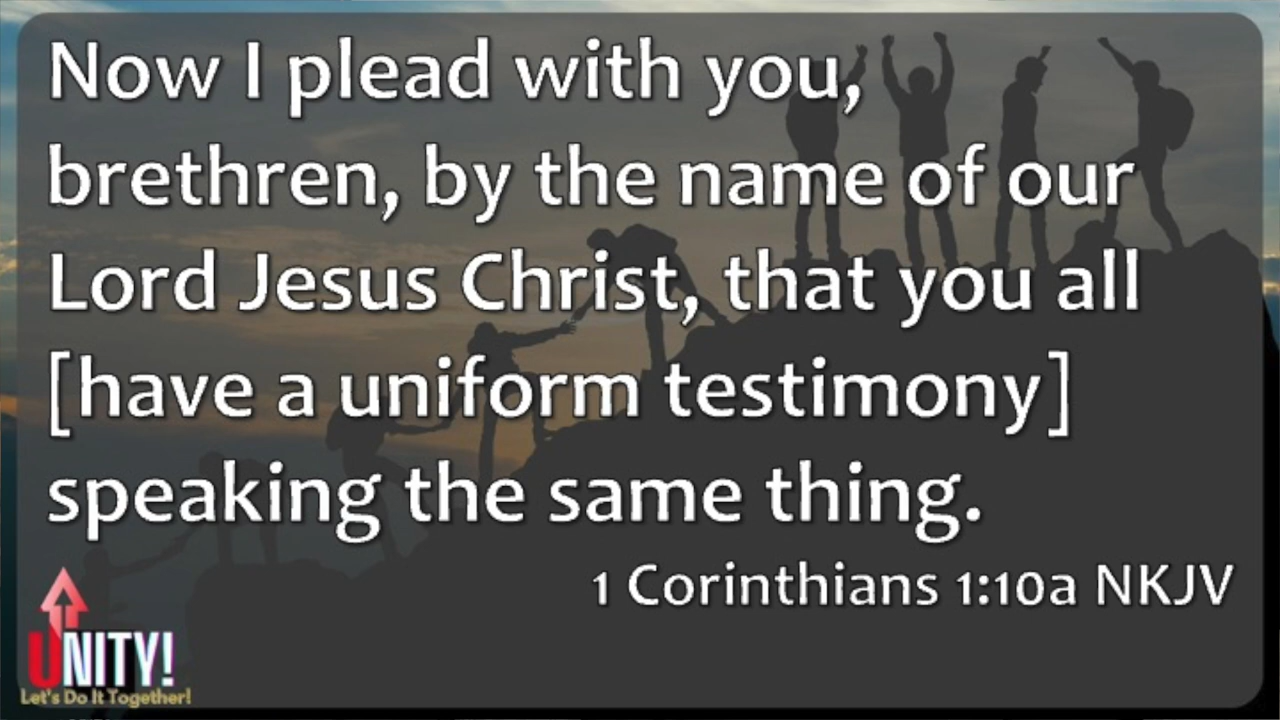 Now I plead with you,
brethren, by the name of our
Lord Jesus Christ, that you all
[have a uniform testimony]
speaking the same thing.
1 Corinthians 1:10a NKJV
UNITY!
Let's Do It Together!